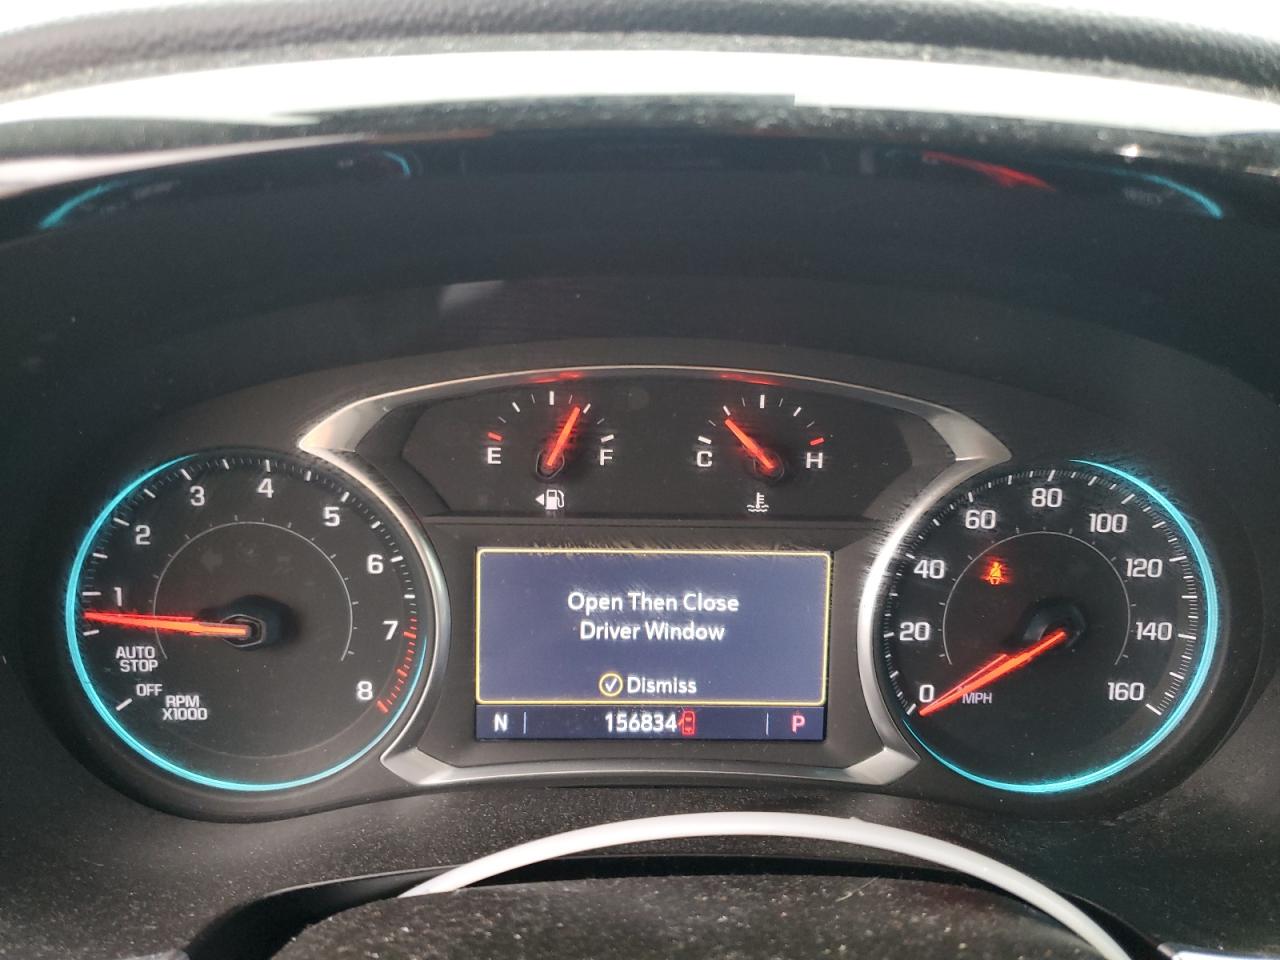 E F
C H
1
2
3
4
5
6
7
8
AUTO
STOP
OFF
RPM
X1000
Open Then Close
Driver Window
Dismiss
N 156834 P
0
20
40
60
80
100
120
140
160
MPH